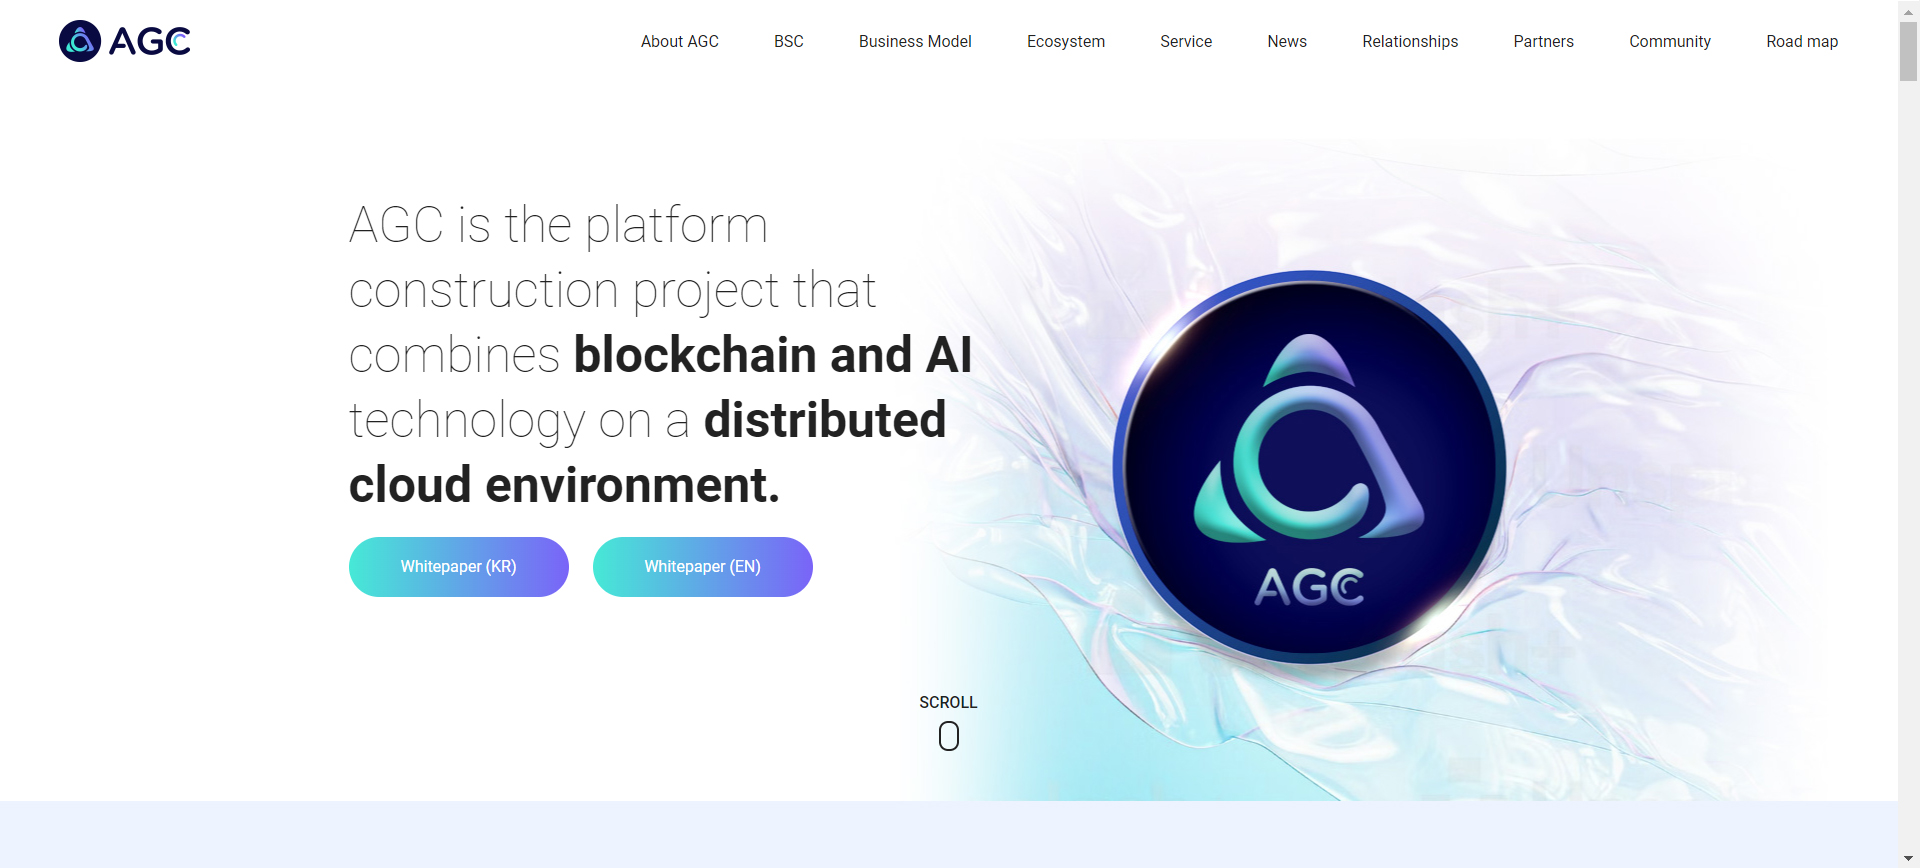 AGC
About AGC
BSC
Business Model
Ecosystem
Service
News
Relationships
Partners
Community
Road map
AGC is the platform
construction project that
combines blockchain and AI
technology on a distributed
cloud environment.
Whitepaper (KR)
Whitepaper (EN)
AGC
SCROLL